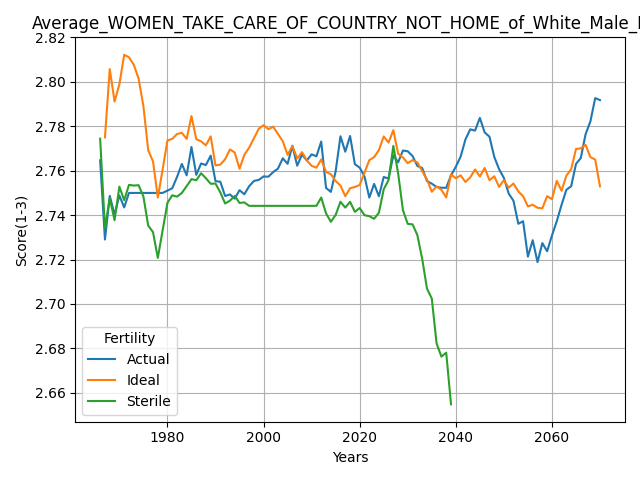 Average_WOMEN_TAKE_CARE_OF_COUNTRY_NOT_HOME_of_White_Male_
2.82
2.80
2.78
2.76
2.74
2.72
2.70
2.68
2.66
Score(1-3)
Fertility
Actual
Ideal
Sterile
1980
2000
2020
2040
2060
Years